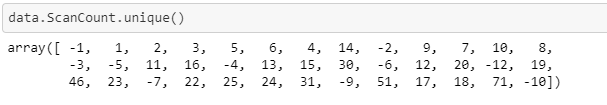 data.ScanCount.unique()
array([ -1, 1, 2, 3, 5, 6, 4, 14, -2, 9, 7, 10, 8,
-3, -5, 11, 16, -4, 13, 15, 30, -6, 12, 20, -12, 19,
46, 23, -7, 22, 25, 24, 31, -9, 51, 17, 18, 71, -10])